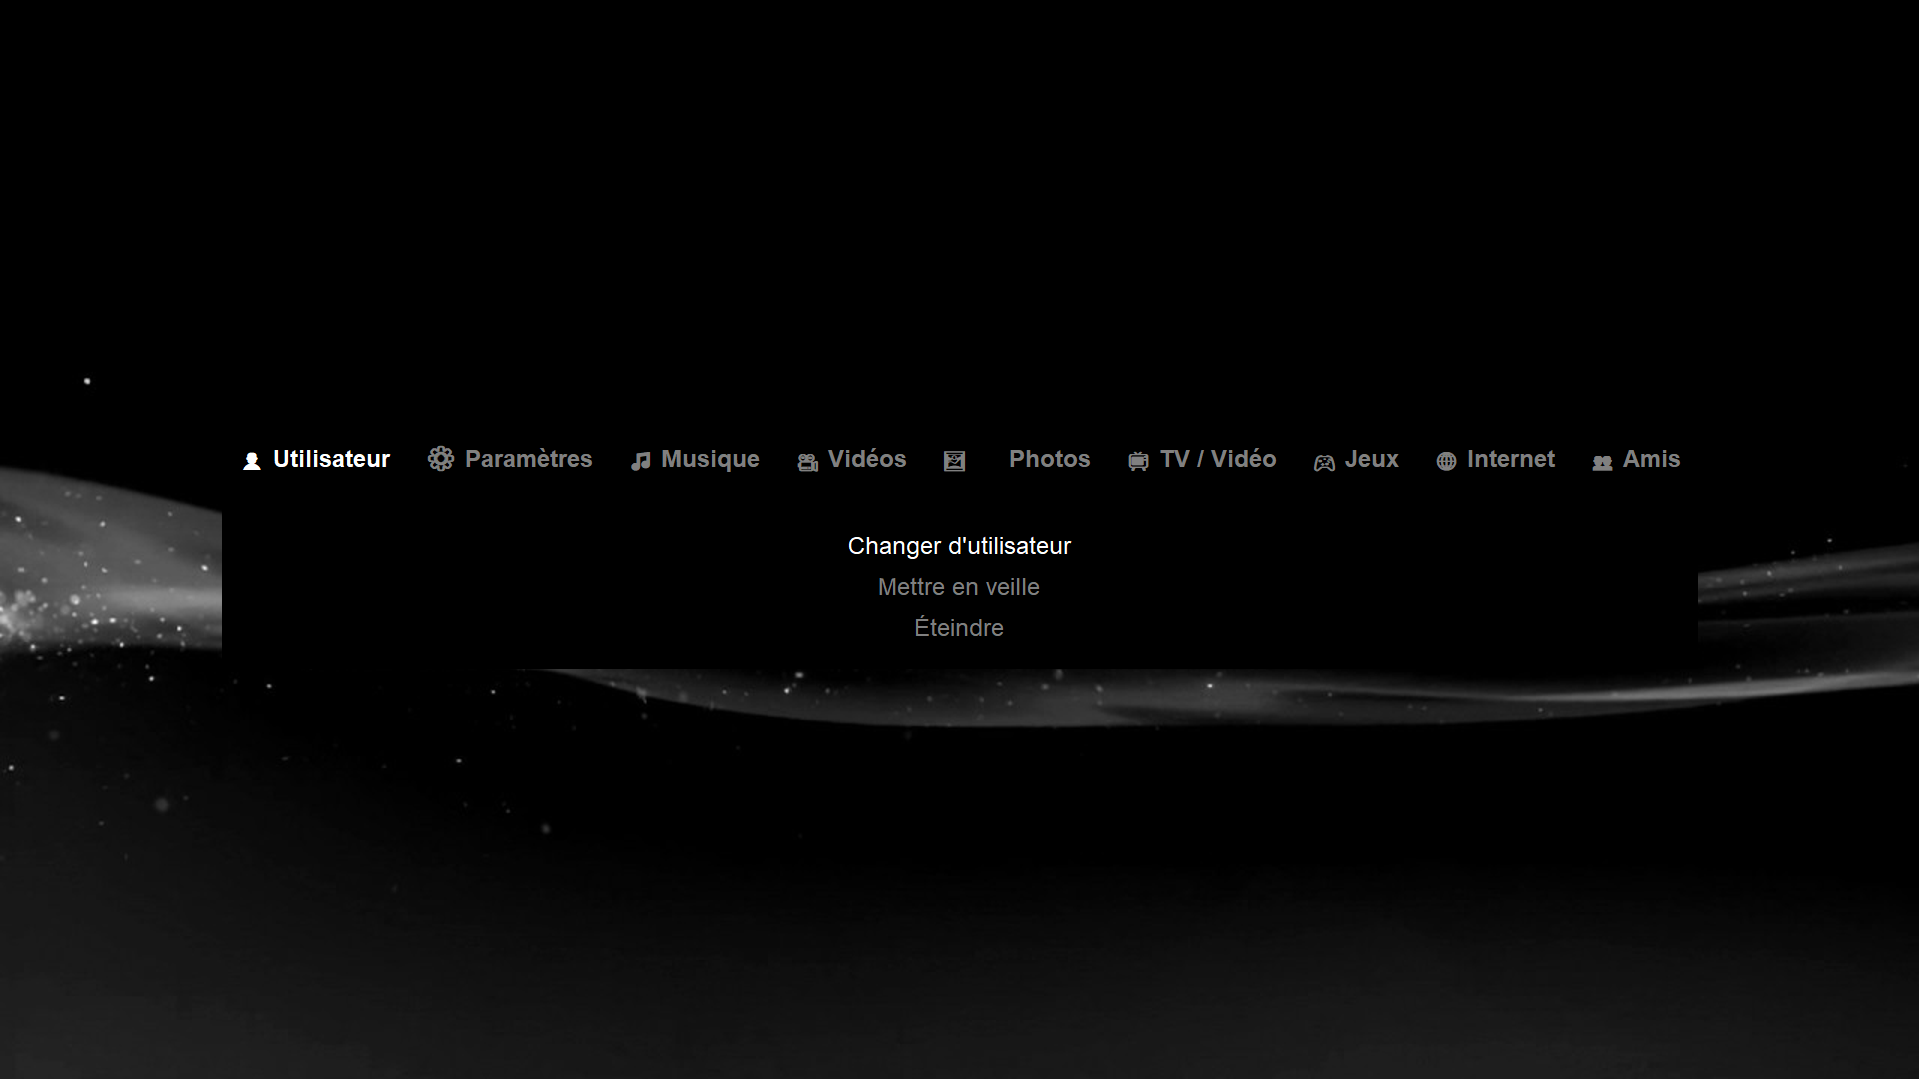 Utilisateur Paramètres Musique Vidéos Photos TV / Vidéo Jeux Internet Amis
Changer d'utilisateur
Mettre en veille
Éteindre